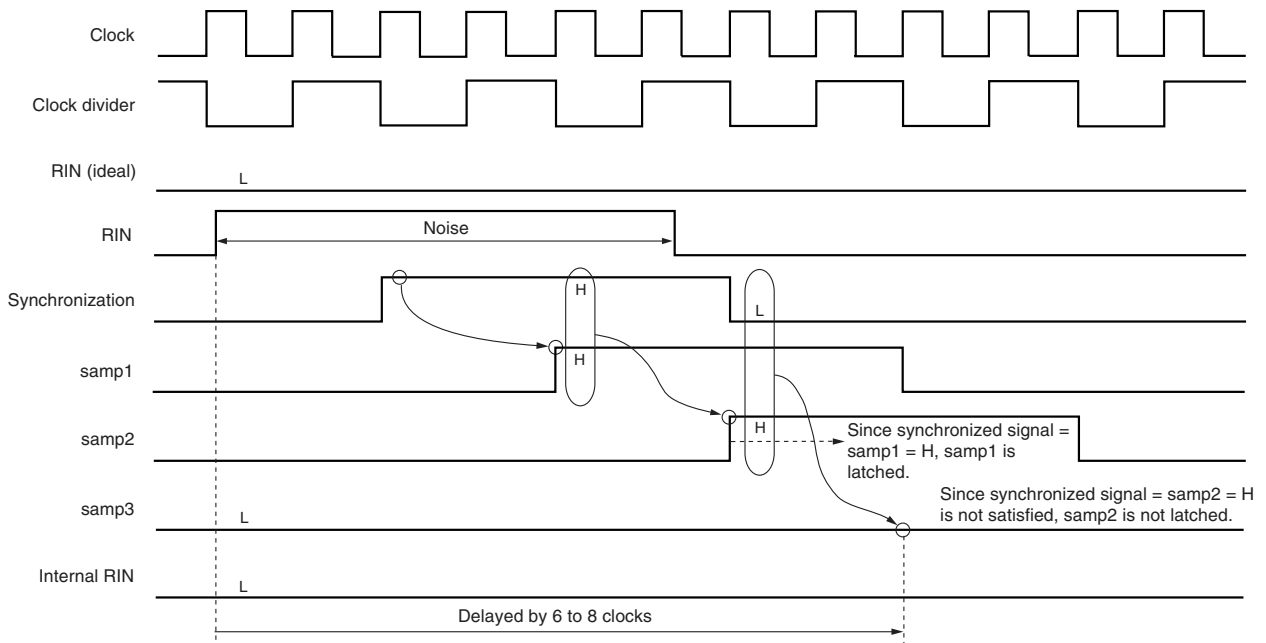 Clock
Clock divider
RIN (ideal)
L
RIN
Noise
Synchronization
H
L
samp1
H
samp2
H
Since synchronized signal =
samp1 = H, samp1 is
latched.
samp3
L
Since synchronized signal = samp2 = H
is not satisfied, samp2 is not latched.
Internal RIN
L
Delayed by 6 to 8 clocks